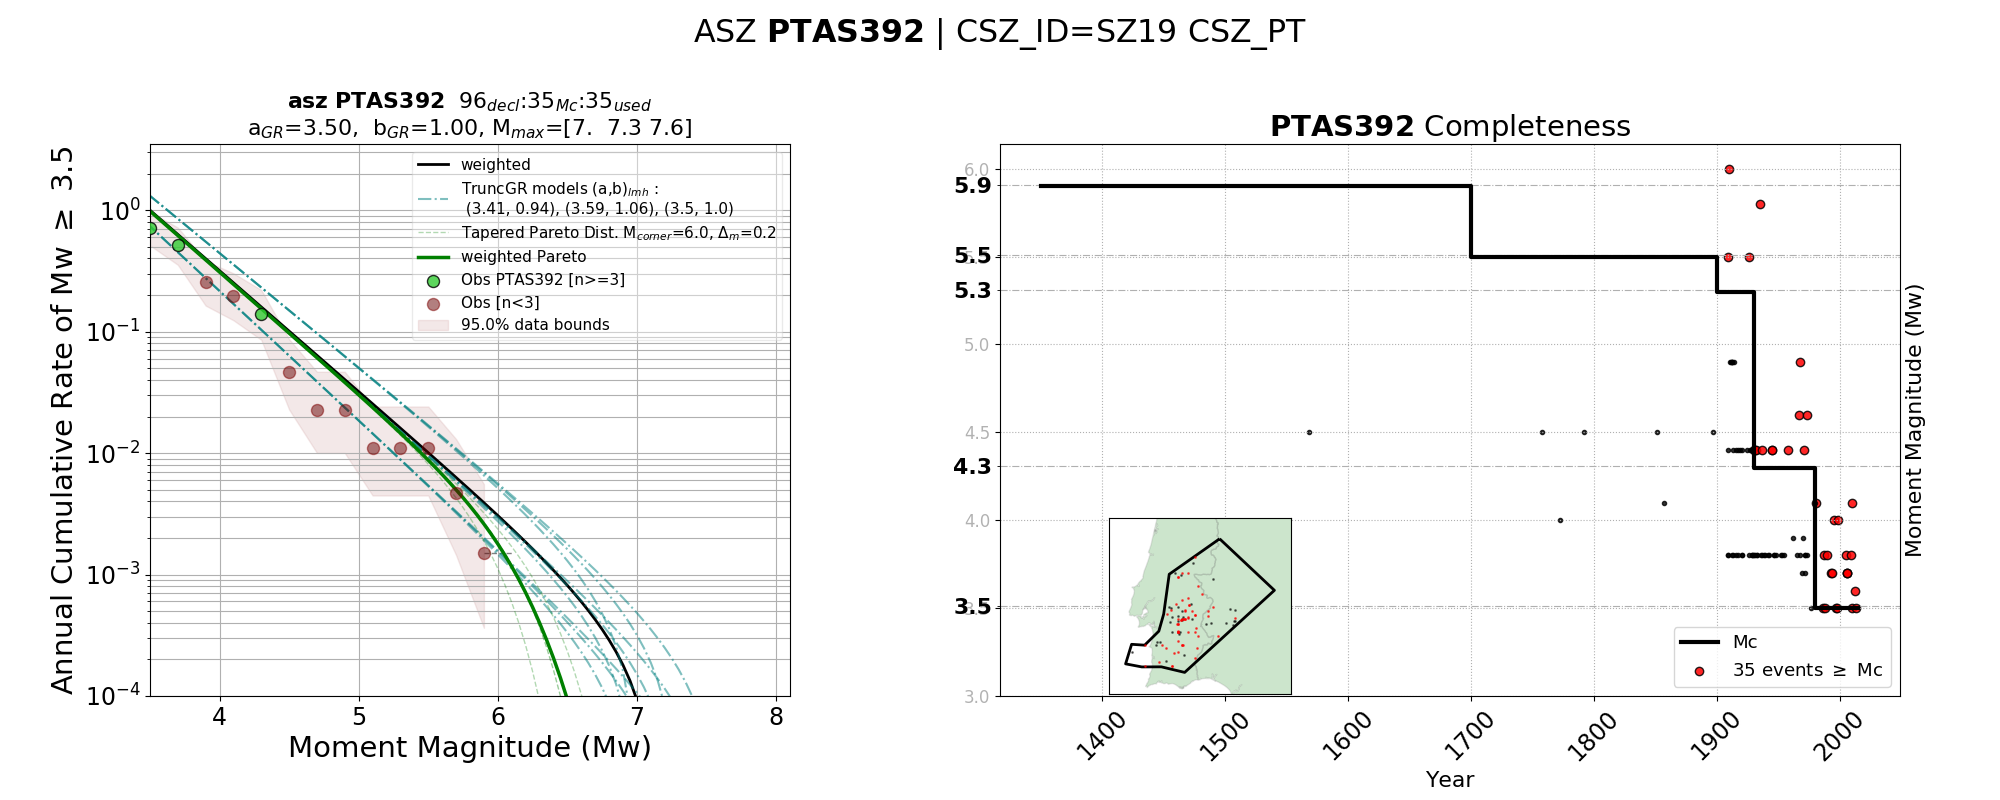 ASZ PTAS392 | CSZ_ID=SZ19 CSZ_PT
asz PTAS392 96decl:35Mc:35used
aGR=3.50, bGR=1.00, Mmax=[7. 7.3 7.6]
Annual Cumulative Rate of Mw ≥ 3.5
10^0
10^−1
10^−2
10^−3
10^−4
weighted
TruncGR models (a,b)lmh :
(3.41, 0.94), (3.59, 1.06), (3.5, 1.0)
Tapered Pareto Dist. Mcorner=6.0, Δm=0.2
weighted Pareto
Obs PTAS392 [n>=3]
Obs [n<3]
95.0% data bounds
4 5 6 7 8
Moment Magnitude (Mw)
PTAS392 Completeness
6.0
5.9
5.5
5.3
5.0
4.5
4.3
4.0
3.5
3.0
Moment Magnitude (Mw)
Mc
35 events ≥ Mc
1400 1500 1600 1700 1800 1900 2000
Year